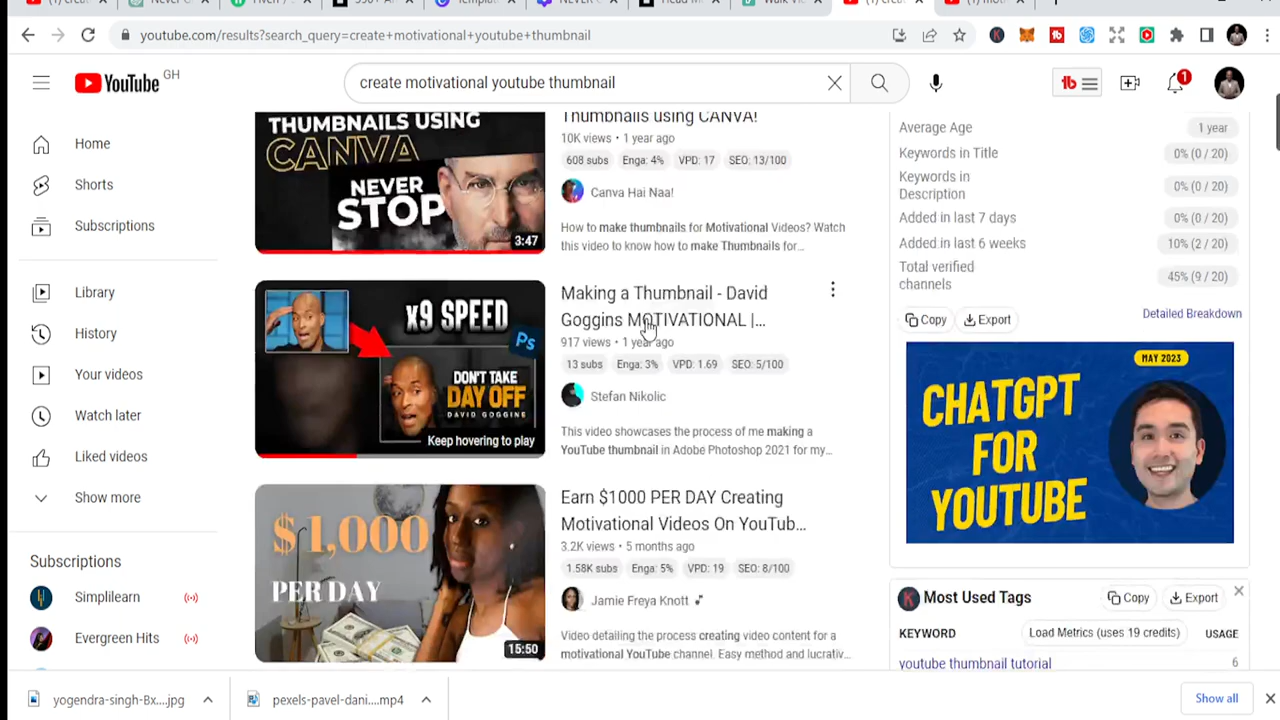 youtube.com/results?search_query=create+motivational+youtube+thumbnail
YouTube GH
create motivational youtube thumbnail
tb
1
Home
Shorts
Subscriptions
Library
History
Your videos
Watch later
Liked videos
Show more
Subscriptions
Simplilearn
Evergreen Hits
THUMBNAILS USING
CANVA
NEVER
STOP
3:47
Thumbnails using CANVA!
10K views • 1 year ago
608 subs Enga: 4% VPD: 17 SEO: 13/100
Canva Hai Naa!
How to make thumbnails for Motivational Videos? Watch
this video to know how to make Thumbnails for...
x9 SPEED
Ps
DON'T TAKE
DAY OFF
DAVID GOGGINS
Keep hovering to play
Making a Thumbnail - David
Goggins MOTIVATIONAL |...
917 views • 1 year ago
13 subs Enga: 3% VPD: 1.69 SEO: 5/100
Stefan Nikolic
This video showcases the process of me making a
YouTube thumbnail in Adobe Photoshop 2021 for my...
$1,000
PER DAY
15:50
Earn $1000 PER DAY Creating
Motivational Videos On YouTub...
3.2K views • 5 months ago
1.58K subs Enga: 5% VPD: 19 SEO: 8/100
Jamie Freya Knott
Video detailing the process creating video content for a
motivational YouTube channel. Easy method and lucrativ...
Average Age 1 year
Keywords in Title 0% (0 / 20)
Keywords in
Description 0% (0 / 20)
Added in last 7 days 0% (0 / 20)
Added in last 6 weeks 10% (2 / 20)
Total verified
channels 45% (9 / 20)
Copy Export Detailed Breakdown
MAY 2023
CHATGPT
FOR
YOUTUBE
K Most Used Tags Copy Export
KEYWORD Load Metrics (uses 19 credits) USAGE
youtube thumbnail tutorial 6
yogendra-singh-8x....jpg
pexels-pavel-dani....mp4
Show all